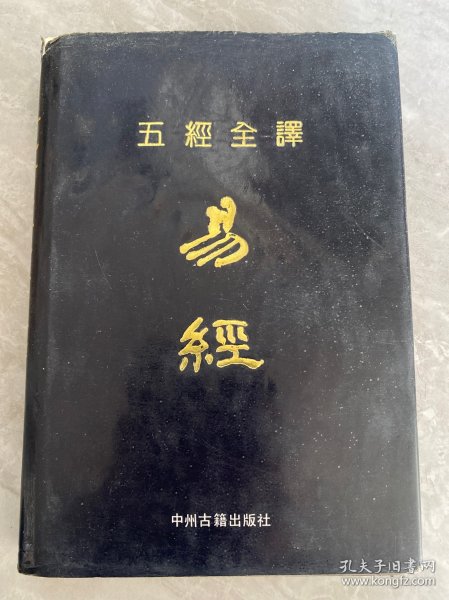 五經全譯
易
經
中州古籍出版社
孔夫子旧书网
www.kongfz.com